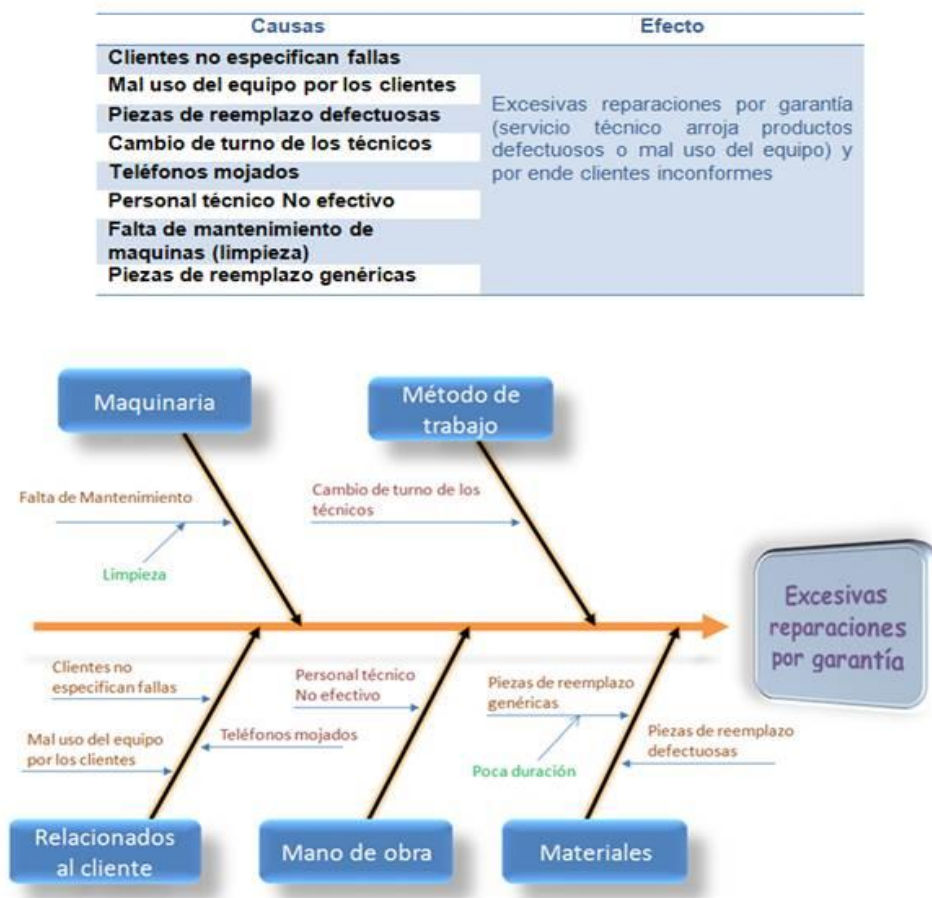 Causas
Efecto
Clientes no especifican fallas
Mal uso del equipo por los clientes
Piezas de reemplazo defectuosas
Cambio de turno de los técnicos
Teléfonos mojados
Personal técnico No efectivo
Falta de mantenimiento de
maquinas (limpieza)
Piezas de reemplazo genéricas
Excesivas reparaciones por garantía
(servicio técnico arroja productos
defectuosos o mal uso del equipo) y
por ende clientes inconformes
Maquinaria
Método de
trabajo
Falta de Mantenimiento
Limpieza
Cambio de turno de los
técnicos
Excesivas
reparaciones
por garantía
Clientes no
especifican fallas
Mal uso del equipo
por los clientes
Teléfonos mojados
Personal técnico
No efectivo
Piezas de reemplazo
genéricas
Poca duración
Piezas de reemplazo
defectuosas
Relacionados
al cliente
Mano de obra
Materiales